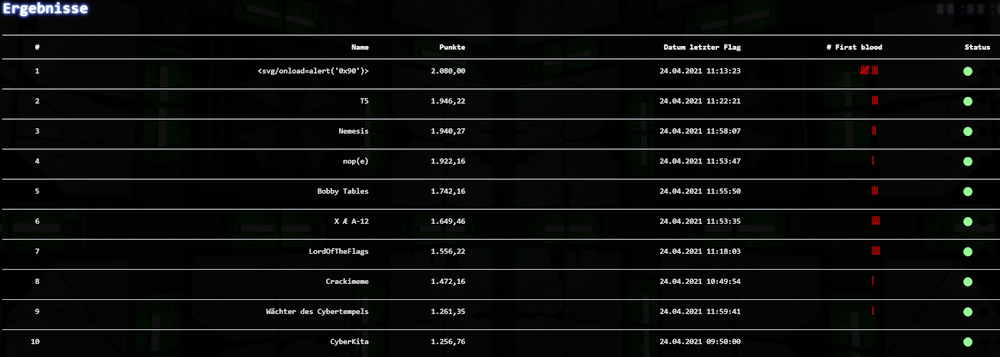 Ergebnisse
# Name Punkte Datum letzter Flag # First blood Status
1 <svg/onload=alert('0x90')> 2.080,00 24.04.2021 11:13:23
2 T5 1.946,22 24.04.2021 11:22:21
3 Nemesis 1.940,27 24.04.2021 11:58:07
4 nop(e) 1.922,16 24.04.2021 11:53:47
5 Bobby Tables 1.742,16 24.04.2021 11:55:50
6 X Æ A-12 1.649,46 24.04.2021 11:53:35
7 LordOfTheFlags 1.556,22 24.04.2021 11:18:03
8 Crackimeme 1.472,16 24.04.2021 10:49:54
9 Wächter des Cybertempels 1.261,35 24.04.2021 11:59:41
10 CyberKita 1.256,76 24.04.2021 09:50:00